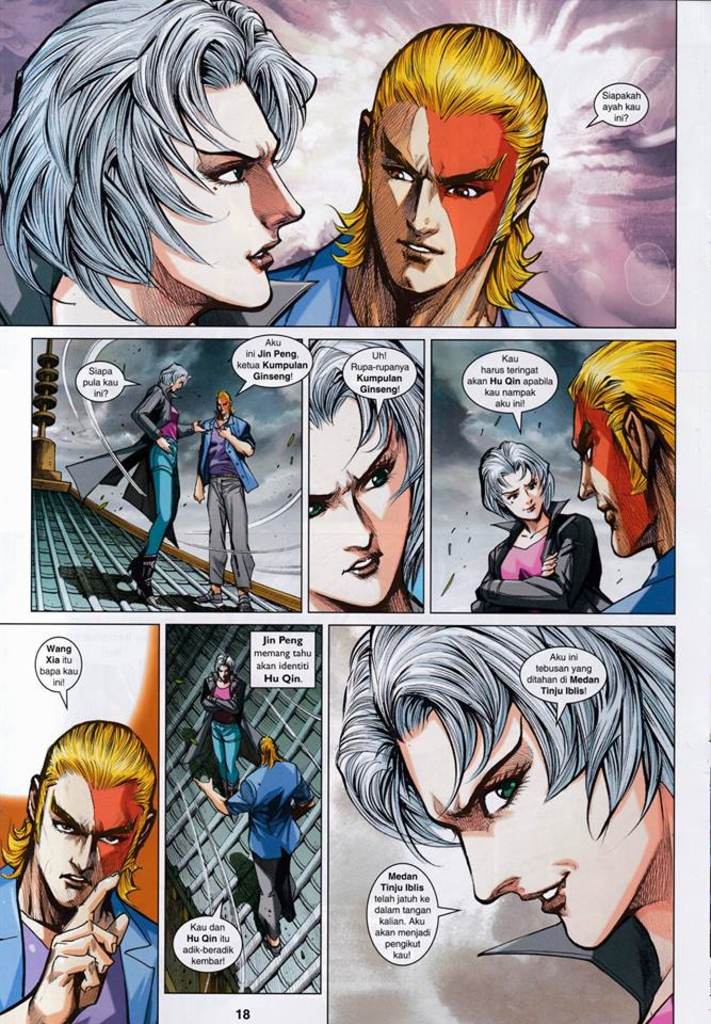 Siapakah
ayah kau
ini?
Siapa
pula kau
ini?
Aku
ini Jin Peng,
ketua Kumpulan
Ginseng!
Uh!
Rupa-rupanya
Kumpulan
Ginseng!
Kau
harus teringat
akan Hu Qin apabila
kau nampak
aku ini!
Wang
Xia itu
bapa kau
ini!
Jin Peng
memang tahu
akan identiti
Hu Qin.
Kau dan
Hu Qin itu
adik-beradik
kembar!
Aku ini
tebusan yang
ditahan di Medan
Tinju Iblis!
Medan
Tinju Iblis
telah jatuh ke
dalam tangan
kalian. Aku
akan menjadi
pengikut
kau!
18